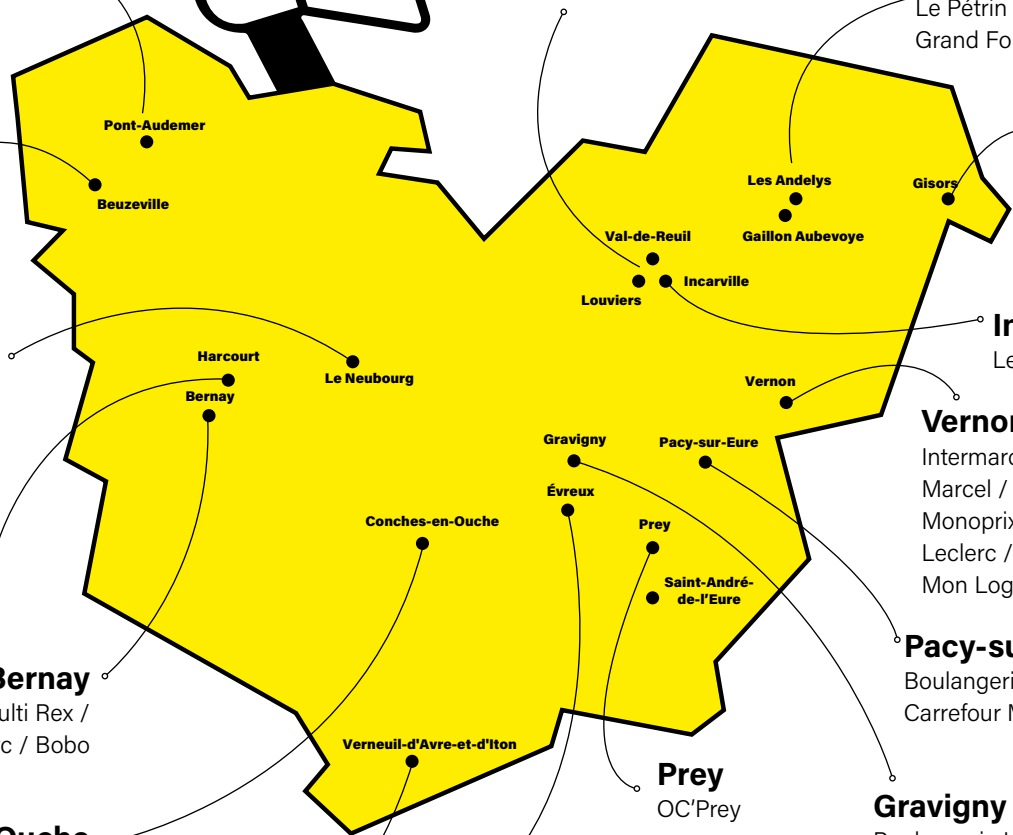 Le Pétrin
Grand Fo
Pont-Audemer
Beuzeville
Les Andelys
Gisors
Gaillon Aubevoye
Val-de-Reuil
Incarville
Louviers
In
Le
Harcourt
Le Neubourg
Bernay
Vernon
Vernon
Intermarc
Marcel /
Monoprix
Leclerc /
Mon Log
Gravigny
Pacy-sur-Eure
Évreux
Conches-en-Ouche
Prey
Saint-André-
de-l'Eure
Pacy-su
Boulangeri
Carrefour M
Bernay
ulti Rex /
c / Bobo
Verneuil-d'Avre-et-d'Iton
Prey
OC'Prey
Gravigny